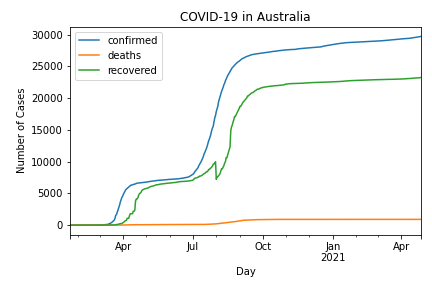 COVID-19 in Australia
confirmed
deaths
recovered
Number of Cases
30000
25000
20000
15000
10000
5000
0
Apr
Jul
Oct
Jan
2021
Apr
Day